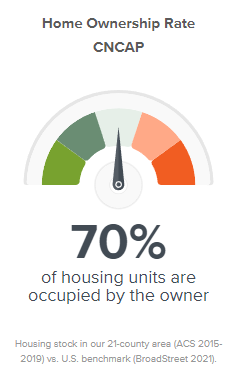 Home Ownership Rate
CNCAP
70%
of housing units are
occupied by the owner
Housing stock in our 21-county area (ACS 2015-
2019) vs. U.S. benchmark (BroadStreet 2021).